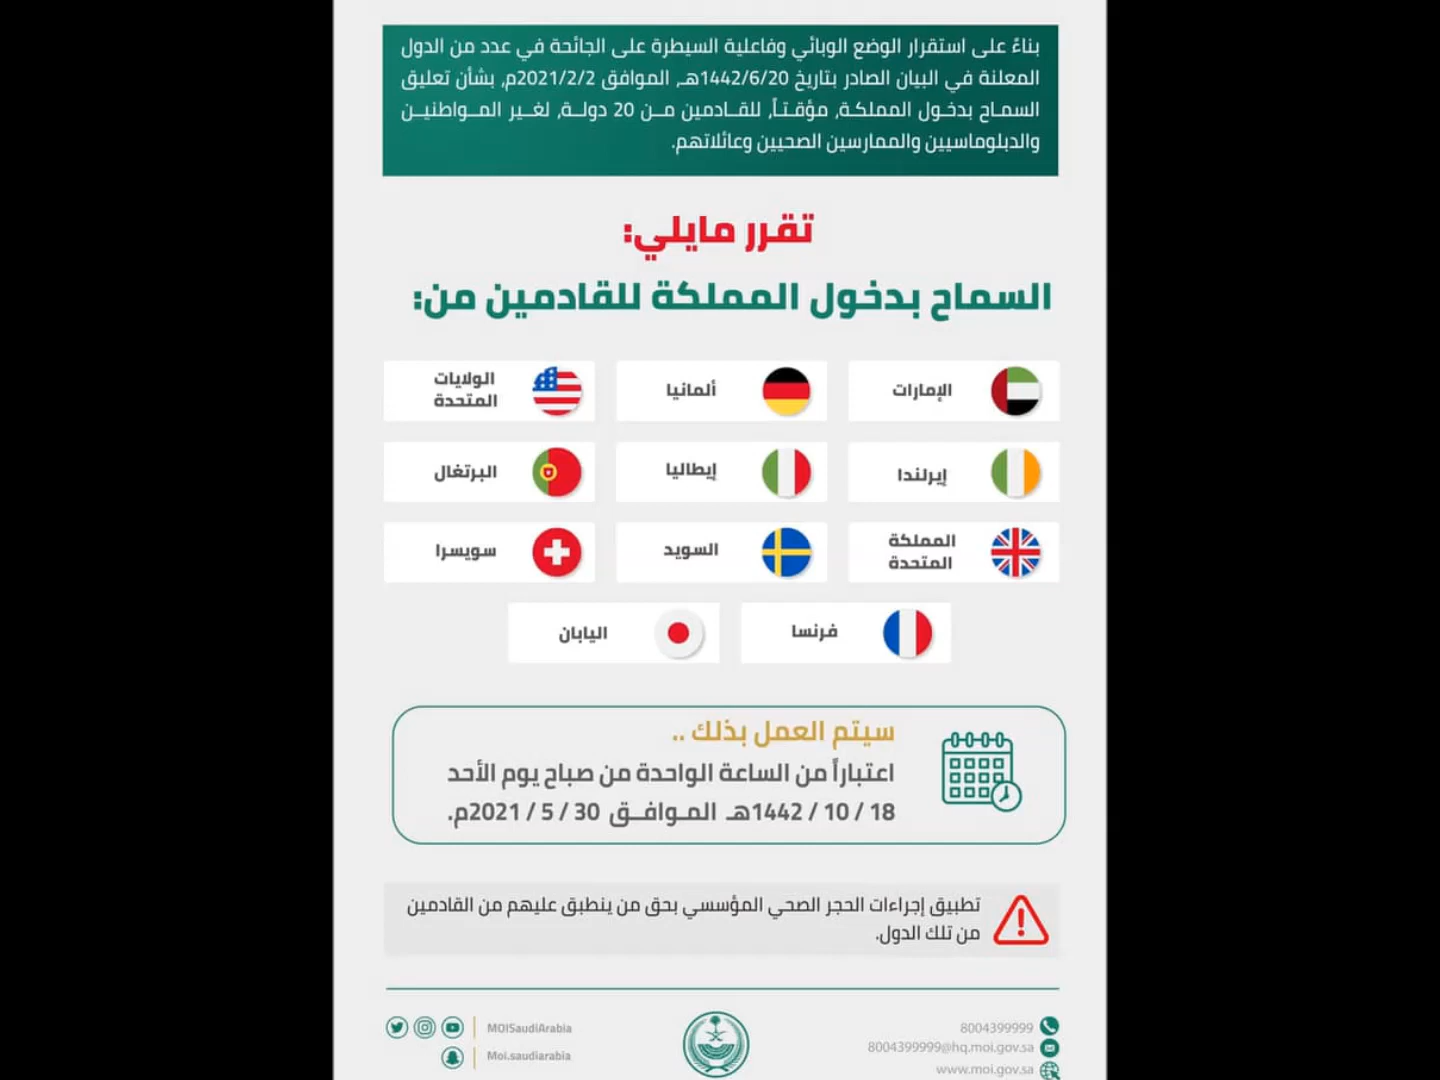 بناءً على استقرار الوضع الوبائي وفاعلية السيطرة على الجائحة في عدد من الدول
المعلنة في البيان الصادر بتاريخ 1442/6/20هـ، الموافق 2021/2/2م، بشأن تعليق
السماح بدخول المملكة، مؤقتاً، للقادمين من 20 دولة، لغير المواطنين
والدبلوماسيين والممارسين الصحيين وعائلاتهم.
تقرر مايلي:
السماح بدخول المملكة للقادمين من:
الإمارات
ألمانيا
الولايات
المتحدة
إيرلندا
إيطاليا
البرتغال
المملكة
المتحدة
السويد
سويسرا
فرنسا
اليابان
سيتم العمل بذلك ..
اعتباراً من الساعة الواحدة من صباح يوم الأحد
18 / 10 / 1442هـ الموافق 30 / 5 / 2021م.
تطبيق إجراءات الحجر الصحي المؤسسي بحق من ينطبق عليهم من القادمين
من تلك الدول.
8004399999
8004399999@hq.moi.gov.sa
www.moi.gov.sa
MOISaudiArabia
Moi.saudiarabia